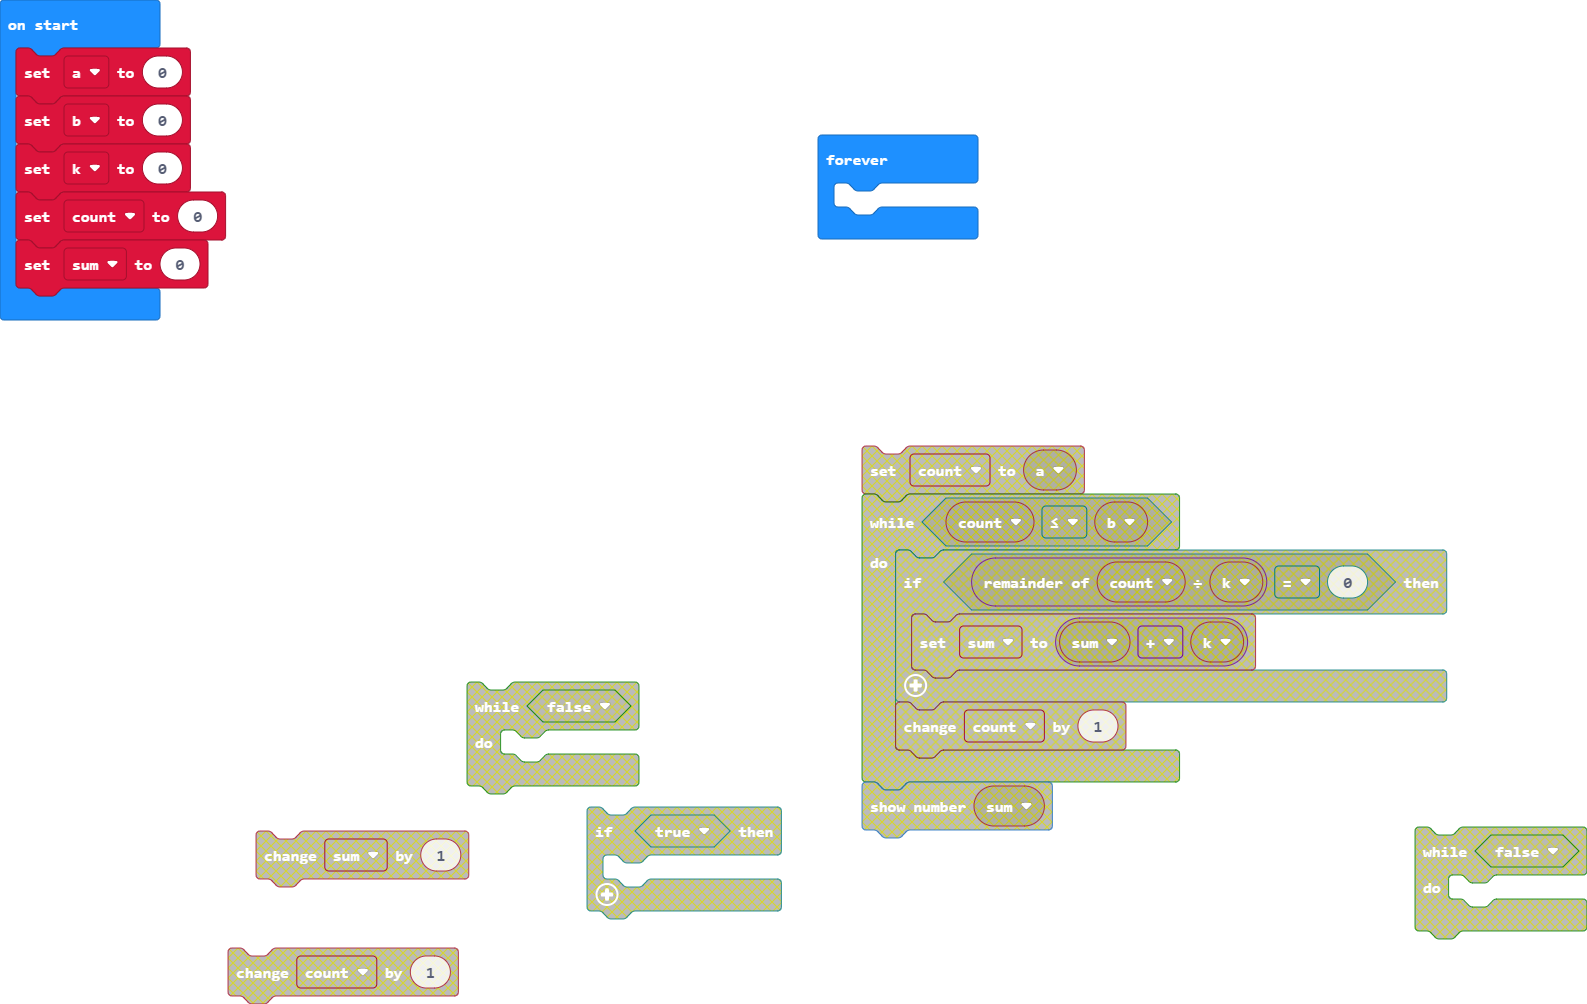 on start
set a to 0
set b to 0
set k to 0
set count to 0
set sum to 0
forever
set count to a
while count ≤ b
do
if remainder of count ÷ k = 0 then
set sum to sum + k
change count by 1
show number sum
while false
do
if true then
change sum by 1
change count by 1
while false
do